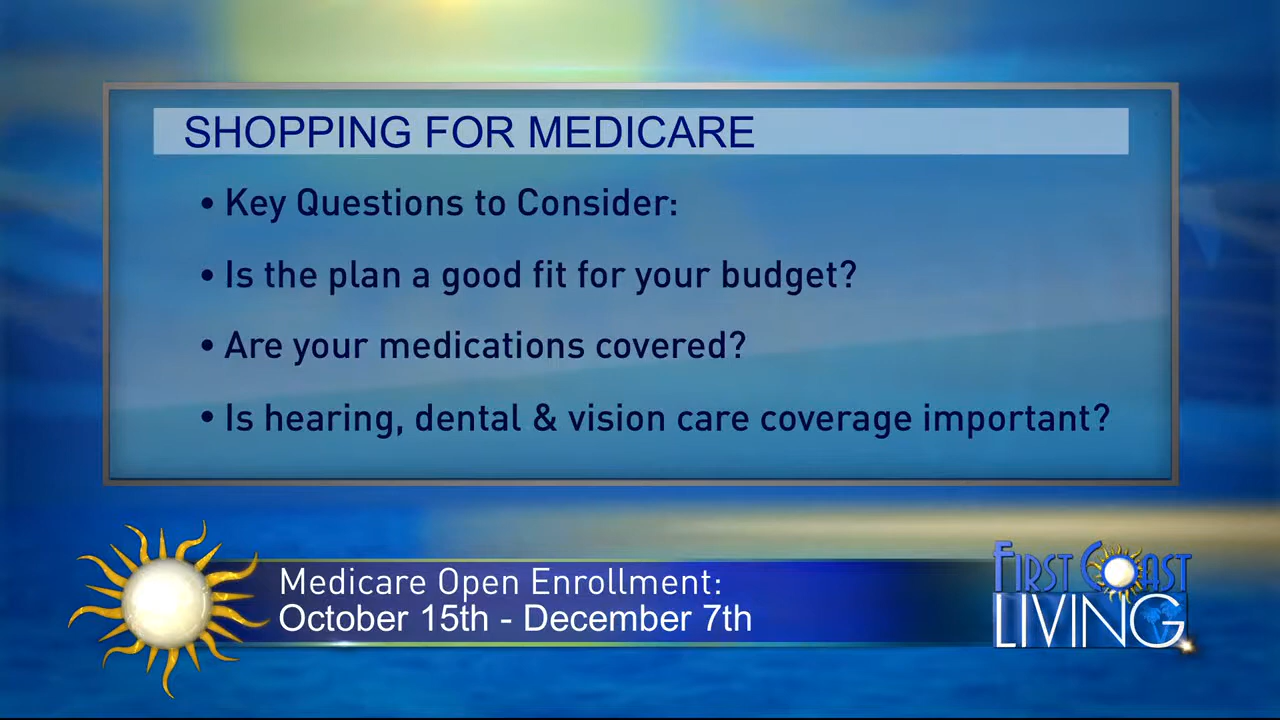 SHOPPING FOR MEDICARE
• Key Questions to Consider:
• Is the plan a good fit for your budget?
• Are your medications covered?
• Is hearing, dental & vision care coverage important?
Medicare Open Enrollment:
October 15th - December 7th
FIRST COAST
LIVING